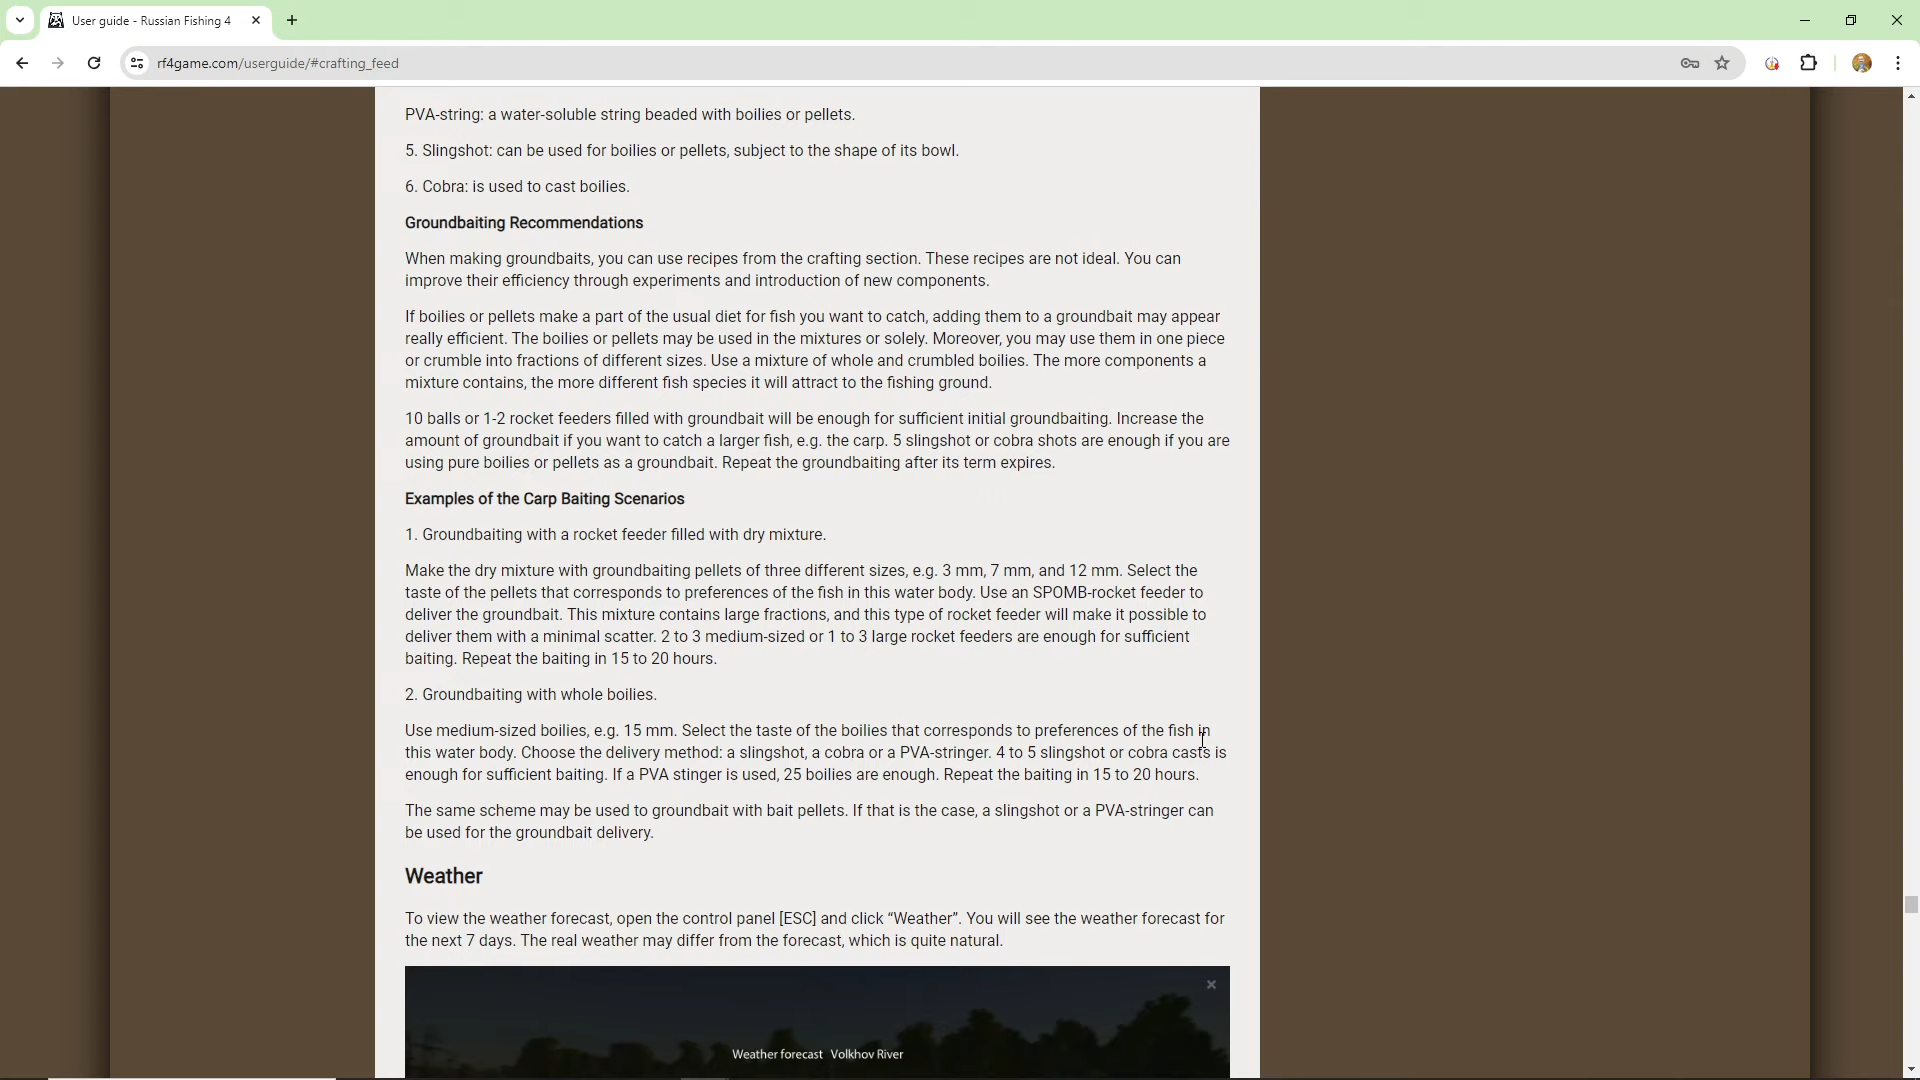 User guide - Russian Fishing 4
rf4game.com/userguide/#crafting_feed
PVA-string: a water-soluble string beaded with boilies or pellets.
5. Slingshot: can be used for boilies or pellets, subject to the shape of its bowl.
6. Cobra: is used to cast boilies.
Groundbaiting Recommendations
When making groundbaits, you can use recipes from the crafting section. These recipes are not ideal. You can
improve their efficiency through experiments and introduction of new components.
If boilies or pellets make a part of the usual diet for fish you want to catch, adding them to a groundbait may appear
really efficient. The boilies or pellets may be used in the mixtures or solely. Moreover, you may use them in one piece
or crumble into fractions of different sizes. Use a mixture of whole and crumbled boilies. The more components a
mixture contains, the more different fish species it will attract to the fishing ground.
10 balls or 1-2 rocket feeders filled with groundbait will be enough for sufficient initial groundbaiting. Increase the
amount of groundbait if you want to catch a larger fish, e.g. the carp. 5 slingshot or cobra shots are enough if you are
using pure boilies or pellets as a groundbait. Repeat the groundbaiting after its term expires.
Examples of the Carp Baiting Scenarios
1. Groundbaiting with a rocket feeder filled with dry mixture.
Make the dry mixture with groundbaiting pellets of three different sizes, e.g. 3 mm, 7 mm, and 12 mm. Select the
taste of the pellets that corresponds to preferences of the fish in this water body. Use an SPOMB-rocket feeder to
deliver the groundbait. This mixture contains large fractions, and this type of rocket feeder will make it possible to
deliver them with a minimal scatter. 2 to 3 medium-sized or 1 to 3 large rocket feeders are enough for sufficient
baiting. Repeat the baiting in 15 to 20 hours.
2. Groundbaiting with whole boilies.
Use medium-sized boilies, e.g. 15 mm. Select the taste of the boilies that corresponds to preferences of the fish in
this water body. Choose the delivery method: a slingshot, a cobra or a PVA-stringer. 4 to 5 slingshot or cobra casts is
enough for sufficient baiting. If a PVA stinger is used, 25 boilies are enough. Repeat the baiting in 15 to 20 hours.
The same scheme may be used to groundbait with bait pellets. If that is the case, a slingshot or a PVA-stringer can
be used for the groundbait delivery.
Weather
To view the weather forecast, open the control panel [ESC] and click “Weather”. You will see the weather forecast for
the next 7 days. The real weather may differ from the forecast, which is quite natural.
Weather forecast Volkhov River